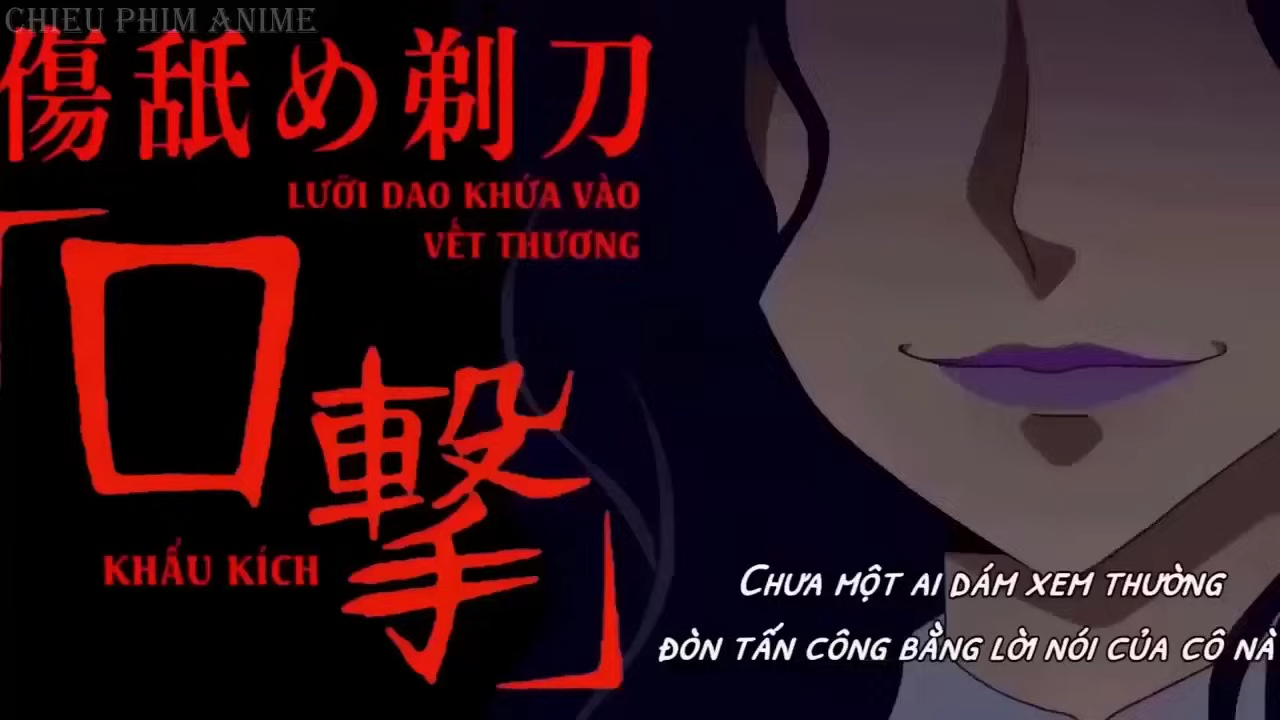 CHIEU PHIM ANIME
傷舐め剃刀
LƯỠI DAO KHỨA VÀO
VẾT THƯƠNG
「口撃」
KHẨU KÍCH
CHƯA MỘT AI DÁM XEM THƯỜNG
ĐÒN TẤN CÔNG BẰNG LỜI NÓI CỦA CÔ NÀ